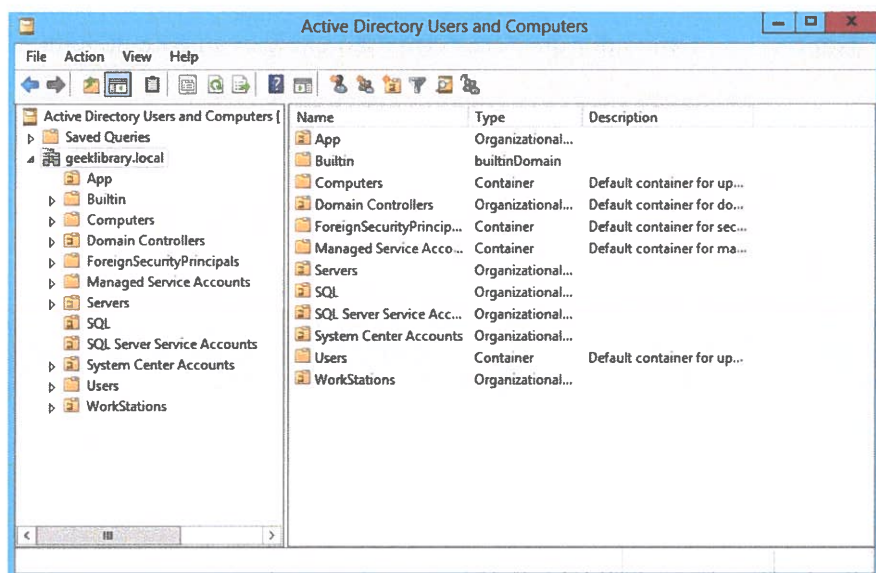 Active Directory Users and Computers
File Action View Help
Active Directory Users and Computers [
Saved Queries
geeklibrary.local
App
Builtin
Computers
Domain Controllers
ForeignSecurityPrincipals
Managed Service Accounts
Servers
SQL
SQL Server Service Accounts
System Center Accounts
Users
WorkStations
Name Type Description
App Organizational...
Builtin builtinDomain
Computers Container Default container for up...
Domain Controllers Organizational... Default container for do...
ForeignSecurityPrincip... Container Default container for sec...
Managed Service Acco... Container Default container for ma...
Servers Organizational...
SQL Organizational...
SQL Server Service Acc... Organizational...
System Center Accounts Organizational...
Users Container Default container for up...
WorkStations Organizational...